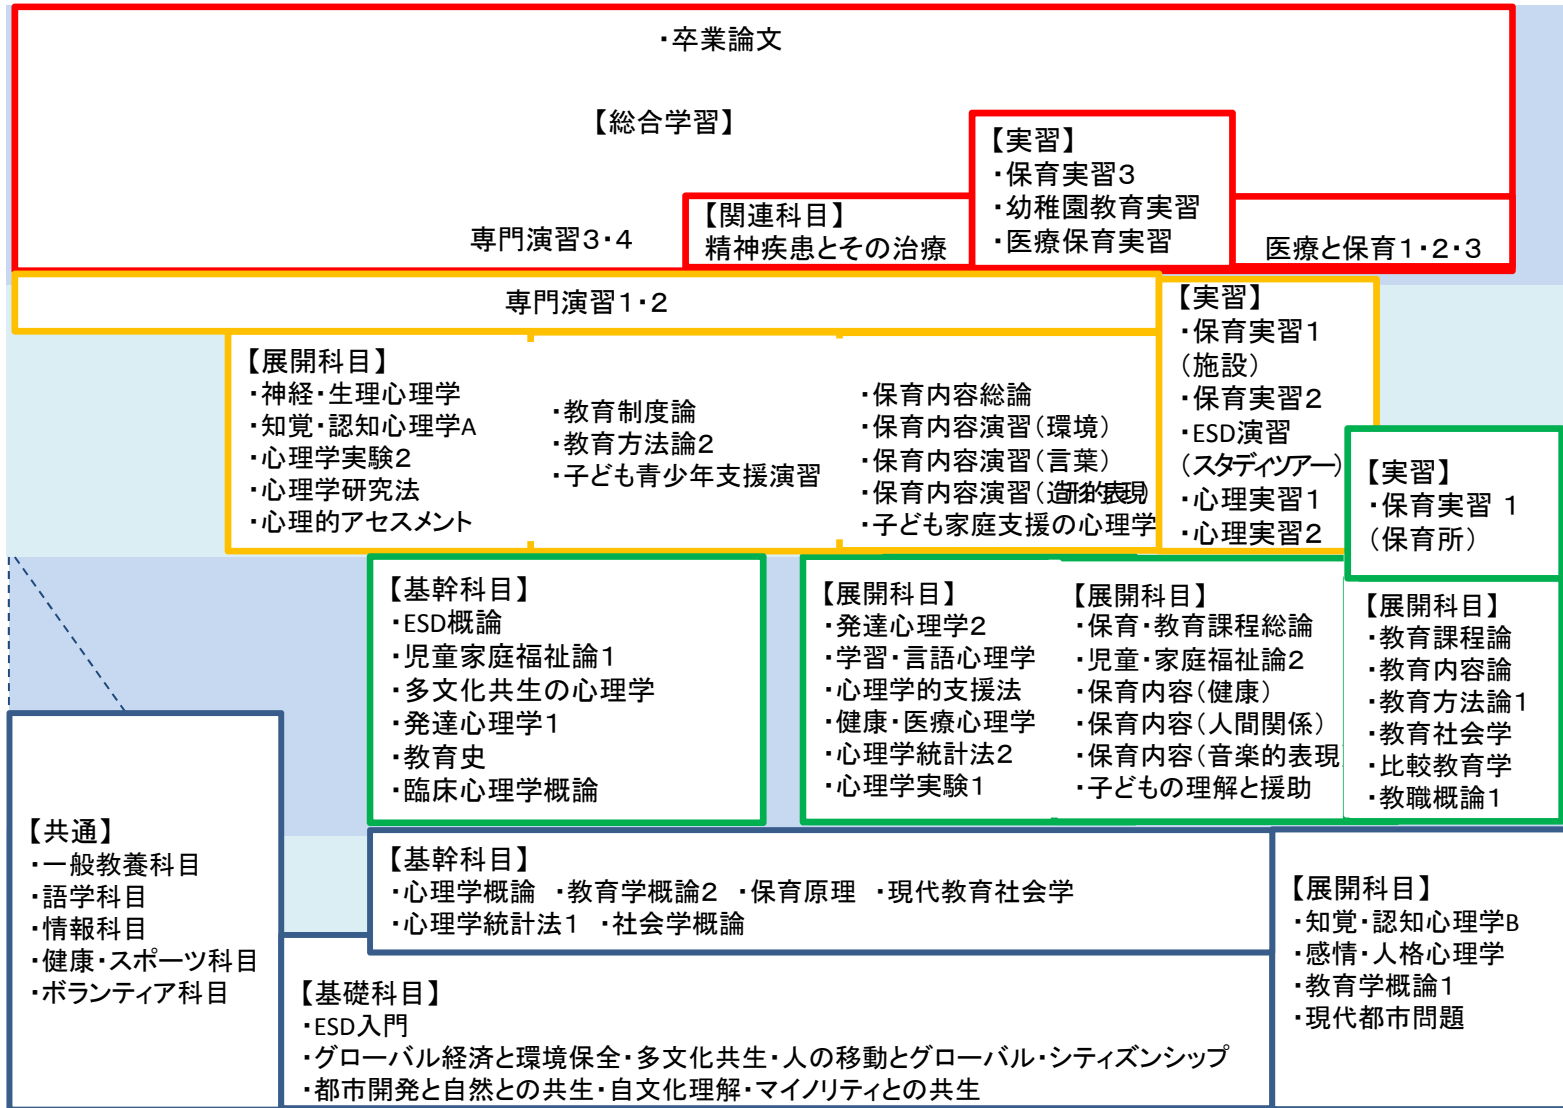 ・卒業論文
【総合学習】
専門演習3・4
【関連科目】
精神疾患とその治療
【実習】
・保育実習3
・幼稚園教育実習
・医療保育実習
医療と保育1・2・3
専門演習1・2
【展開科目】
・神経・生理心理学
・知覚・認知心理学A
・心理学実験2
・心理学研究法
・心理的アセスメント
・教育制度論
・教育方法論2
・子ども青少年支援演習
・保育内容総論
・保育内容演習(環境)
・保育内容演習(言葉)
・保育内容演習(造形的表現)
・子ども家庭支援の心理学
【実習】
・保育実習1
(施設)
・保育実習2
・ESD演習
(スタディツアー)
・心理実習1
・心理実習2
【実習】
・保育実習 1
(保育所)
【基幹科目】
・ESD概論
・児童家庭福祉論1
・多文化共生の心理学
・発達心理学1
・教育史
・臨床心理学概論
【展開科目】
・発達心理学2
・学習・言語心理学
・心理学的支援法
・健康・医療心理学
・心理学統計法2
・心理学実験1
【展開科目】
・保育・教育課程総論
・児童・家庭福祉論2
・保育内容(健康)
・保育内容(人間関係)
・保育内容(音楽的表現
・子どもの理解と援助
【展開科目】
・教育課程論
・教育内容論
・教育方法論1
・教育社会学
・比較教育学
・教職概論1
【共通】
・一般教養科目
・語学科目
・情報科目
・健康・スポーツ科目
・ボランティア科目
【基幹科目】
・心理学概論 ・教育学概論2 ・保育原理 ・現代教育社会学
・心理学統計法1 ・社会学概論
【基礎科目】
・ESD入門
・グローバル経済と環境保全・多文化共生・人の移動とグローバル・シティズンシップ
・都市開発と自然との共生・自文化理解・マイノリティとの共生
【展開科目】
・知覚・認知心理学B
・感情・人格心理学
・教育学概論1
・現代都市問題